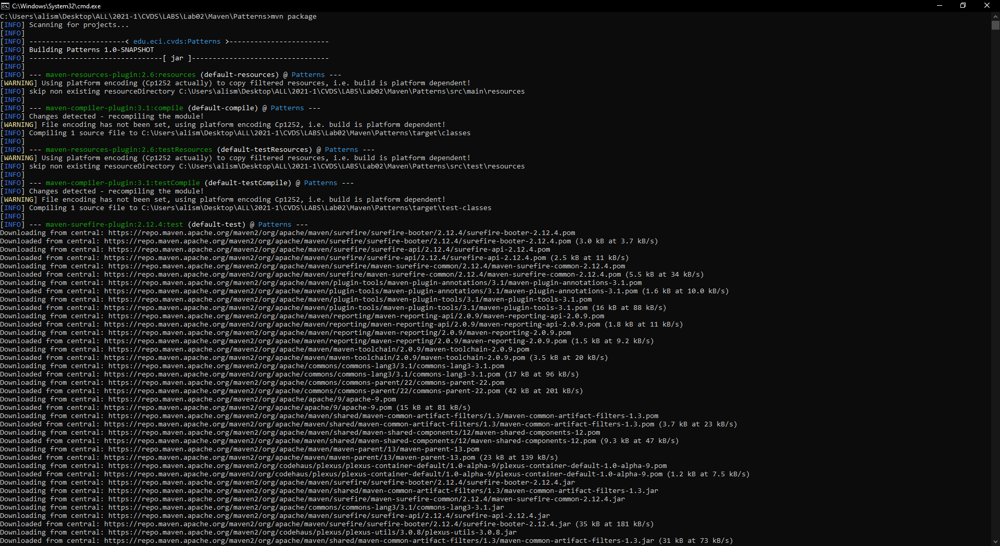 C:\Windows\System32\cmd.exe
C:\Users\alism\Desktop\ALL\2021-1\CVDS\LABS\Lab02\Maven\Patterns>mvn package
[INFO] Scanning for projects...
[INFO]
[INFO] -----------------------< edu.eci.cvds:Patterns >------------------------
[INFO] Building Patterns 1.0-SNAPSHOT
[INFO] --------------------------------[ jar ]---------------------------------
[INFO]
[INFO] --- maven-resources-plugin:2.6:resources (default-resources) @ Patterns ---
[WARNING] Using platform encoding (Cp1252 actually) to copy filtered resources, i.e. build is platform dependent!
[INFO] skip non existing resourceDirectory C:\Users\alism\Desktop\ALL\2021-1\CVDS\LABS\Lab02\Maven\Patterns\src\main\resources
[INFO]
[INFO] --- maven-compiler-plugin:3.1:compile (default-compile) @ Patterns ---
[INFO] Changes detected - recompiling the module!
[WARNING] File encoding has not been set, using platform encoding Cp1252, i.e. build is platform dependent!
[INFO] Compiling 1 source file to C:\Users\alism\Desktop\ALL\2021-1\CVDS\LABS\Lab02\Maven\Patterns\target\classes
[INFO]
[INFO] --- maven-resources-plugin:2.6:testResources (default-testResources) @ Patterns ---
[WARNING] Using platform encoding (Cp1252 actually) to copy filtered resources, i.e. build is platform dependent!
[INFO] skip non existing resourceDirectory C:\Users\alism\Desktop\ALL\2021-1\CVDS\LABS\Lab02\Maven\Patterns\src\test\resources
[INFO]
[INFO] --- maven-compiler-plugin:3.1:testCompile (default-testCompile) @ Patterns ---
[INFO] Changes detected - recompiling the module!
[WARNING] File encoding has not been set, using platform encoding Cp1252, i.e. build is platform dependent!
[INFO] Compiling 1 source file to C:\Users\alism\Desktop\ALL\2021-1\CVDS\LABS\Lab02\Maven\Patterns\target\test-classes
[INFO]
[INFO] --- maven-surefire-plugin:2.12.4:test (default-test) @ Patterns ---
Downloading from central: https://repo.maven.apache.org/maven2/org/apache/maven/surefire/surefire-booter/2.12.4/surefire-booter-2.12.4.pom
Downloaded from central: https://repo.maven.apache.org/maven2/org/apache/maven/surefire/surefire-booter/2.12.4/surefire-booter-2.12.4.pom (3.0 kB at 3.7 kB/s)
Downloading from central: https://repo.maven.apache.org/maven2/org/apache/maven/surefire/surefire-api/2.12.4/surefire-api-2.12.4.pom
Downloaded from central: https://repo.maven.apache.org/maven2/org/apache/maven/surefire/surefire-api/2.12.4/surefire-api-2.12.4.pom (2.5 kB at 11 kB/s)
Downloading from central: https://repo.maven.apache.org/maven2/org/apache/maven/surefire/maven-surefire-common/2.12.4/maven-surefire-common-2.12.4.pom
Downloaded from central: https://repo.maven.apache.org/maven2/org/apache/maven/surefire/maven-surefire-common/2.12.4/maven-surefire-common-2.12.4.pom (5.5 kB at 34 kB/s)
Downloading from central: https://repo.maven.apache.org/maven2/org/apache/maven/plugin-tools/maven-plugin-annotations/3.1/maven-plugin-annotations-3.1.pom
Downloaded from central: https://repo.maven.apache.org/maven2/org/apache/maven/plugin-tools/maven-plugin-annotations/3.1/maven-plugin-annotations-3.1.pom (1.6 kB at 10.0 kB/s)
Downloading from central: https://repo.maven.apache.org/maven2/org/apache/maven/plugin-tools/maven-plugin-tools/3.1/maven-plugin-tools-3.1.pom
Downloaded from central: https://repo.maven.apache.org/maven2/org/apache/maven/plugin-tools/maven-plugin-tools/3.1/maven-plugin-tools-3.1.pom (16 kB at 88 kB/s)
Downloading from central: https://repo.maven.apache.org/maven2/org/apache/maven/reporting/maven-reporting-api/2.0.9/maven-reporting-api-2.0.9.pom
Downloaded from central: https://repo.maven.apache.org/maven2/org/apache/maven/reporting/maven-reporting-api/2.0.9/maven-reporting-api-2.0.9.pom (1.8 kB at 11 kB/s)
Downloading from central: https://repo.maven.apache.org/maven2/org/apache/maven/reporting/maven-reporting/2.0.9/maven-reporting-2.0.9.pom
Downloaded from central: https://repo.maven.apache.org/maven2/org/apache/maven/reporting/maven-reporting/2.0.9/maven-reporting-2.0.9.pom (1.5 kB at 9.2 kB/s)
Downloading from central: https://repo.maven.apache.org/maven2/org/apache/maven/maven-toolchain/2.0.9/maven-toolchain-2.0.9.pom
Downloaded from central: https://repo.maven.apache.org/maven2/org/apache/maven/maven-toolchain/2.0.9/maven-toolchain-2.0.9.pom (3.5 kB at 20 kB/s)
Downloading from central: https://repo.maven.apache.org/maven2/org/apache/commons/commons-lang3/3.1/commons-lang3-3.1.pom
Downloaded from central: https://repo.maven.apache.org/maven2/org/apache/commons/commons-lang3/3.1/commons-lang3-3.1.pom (17 kB at 96 kB/s)
Downloading from central: https://repo.maven.apache.org/maven2/org/apache/commons/commons-parent/22/commons-parent-22.pom
Downloaded from central: https://repo.maven.apache.org/maven2/org/apache/commons/commons-parent/22/commons-parent-22.pom (42 kB at 201 kB/s)
Downloading from central: https://repo.maven.apache.org/maven2/org/apache/apache/9/apache-9.pom
Downloaded from central: https://repo.maven.apache.org/maven2/org/apache/apache/9/apache-9.pom (15 kB at 81 kB/s)
Downloading from central: https://repo.maven.apache.org/maven2/org/apache/maven/shared/maven-common-artifact-filters/1.3/maven-common-artifact-filters-1.3.pom
Downloaded from central: https://repo.maven.apache.org/maven2/org/apache/maven/shared/maven-common-artifact-filters/1.3/maven-common-artifact-filters-1.3.pom (3.7 kB at 23 kB/s)
Downloading from central: https://repo.maven.apache.org/maven2/org/apache/maven/shared/maven-shared-components/12/maven-shared-components-12.pom
Downloaded from central: https://repo.maven.apache.org/maven2/org/apache/maven/shared/maven-shared-components/12/maven-shared-components-12.pom (9.3 kB at 47 kB/s)
Downloading from central: https://repo.maven.apache.org/maven2/org/apache/maven/maven-parent/13/maven-parent-13.pom
Downloaded from central: https://repo.maven.apache.org/maven2/org/apache/maven/maven-parent/13/maven-parent-13.pom (23 kB at 139 kB/s)
Downloading from central: https://repo.maven.apache.org/maven2/org/codehaus/plexus/plexus-container-default/1.0-alpha-9/plexus-container-default-1.0-alpha-9.pom
Downloaded from central: https://repo.maven.apache.org/maven2/org/codehaus/plexus/plexus-container-default/1.0-alpha-9/plexus-container-default-1.0-alpha-9.pom (1.2 kB at 7.5 kB/s)
Downloading from central: https://repo.maven.apache.org/maven2/org/apache/maven/surefire/surefire-booter/2.12.4/surefire-booter-2.12.4.jar
Downloading from central: https://repo.maven.apache.org/maven2/org/apache/maven/shared/maven-common-artifact-filters/1.3/maven-common-artifact-filters-1.3.jar
Downloading from central: https://repo.maven.apache.org/maven2/org/apache/maven/surefire/maven-surefire-common/2.12.4/maven-surefire-common-2.12.4.jar
Downloading from central: https://repo.maven.apache.org/maven2/org/apache/commons/commons-lang3/3.1/commons-lang3-3.1.jar
Downloading from central: https://repo.maven.apache.org/maven2/org/apache/maven/surefire/surefire-api/2.12.4/surefire-api-2.12.4.jar
Downloaded from central: https://repo.maven.apache.org/maven2/org/apache/maven/surefire/surefire-booter/2.12.4/surefire-booter-2.12.4.jar (35 kB at 181 kB/s)
Downloading from central: https://repo.maven.apache.org/maven2/org/codehaus/plexus/plexus-utils/3.0.8/plexus-utils-3.0.8.jar
Downloaded from central: https://repo.maven.apache.org/maven2/org/apache/maven/shared/maven-common-artifact-filters/1.3/maven-common-artifact-filters-1.3.jar (31 kB at 73 kB/s)